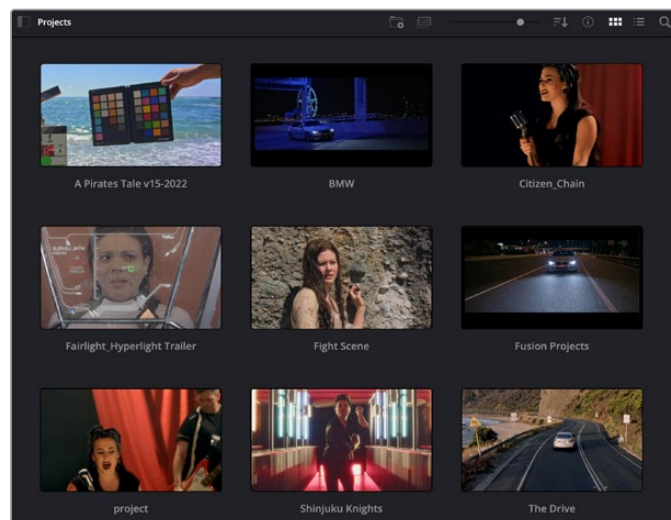 Projects
A Pirates Tale v15-2022
BMW
Citizen_Chain
Fairlight_Hyperlight Trailer
Fight Scene
Fusion Projects
project
Shinjuku Knights
The Drive